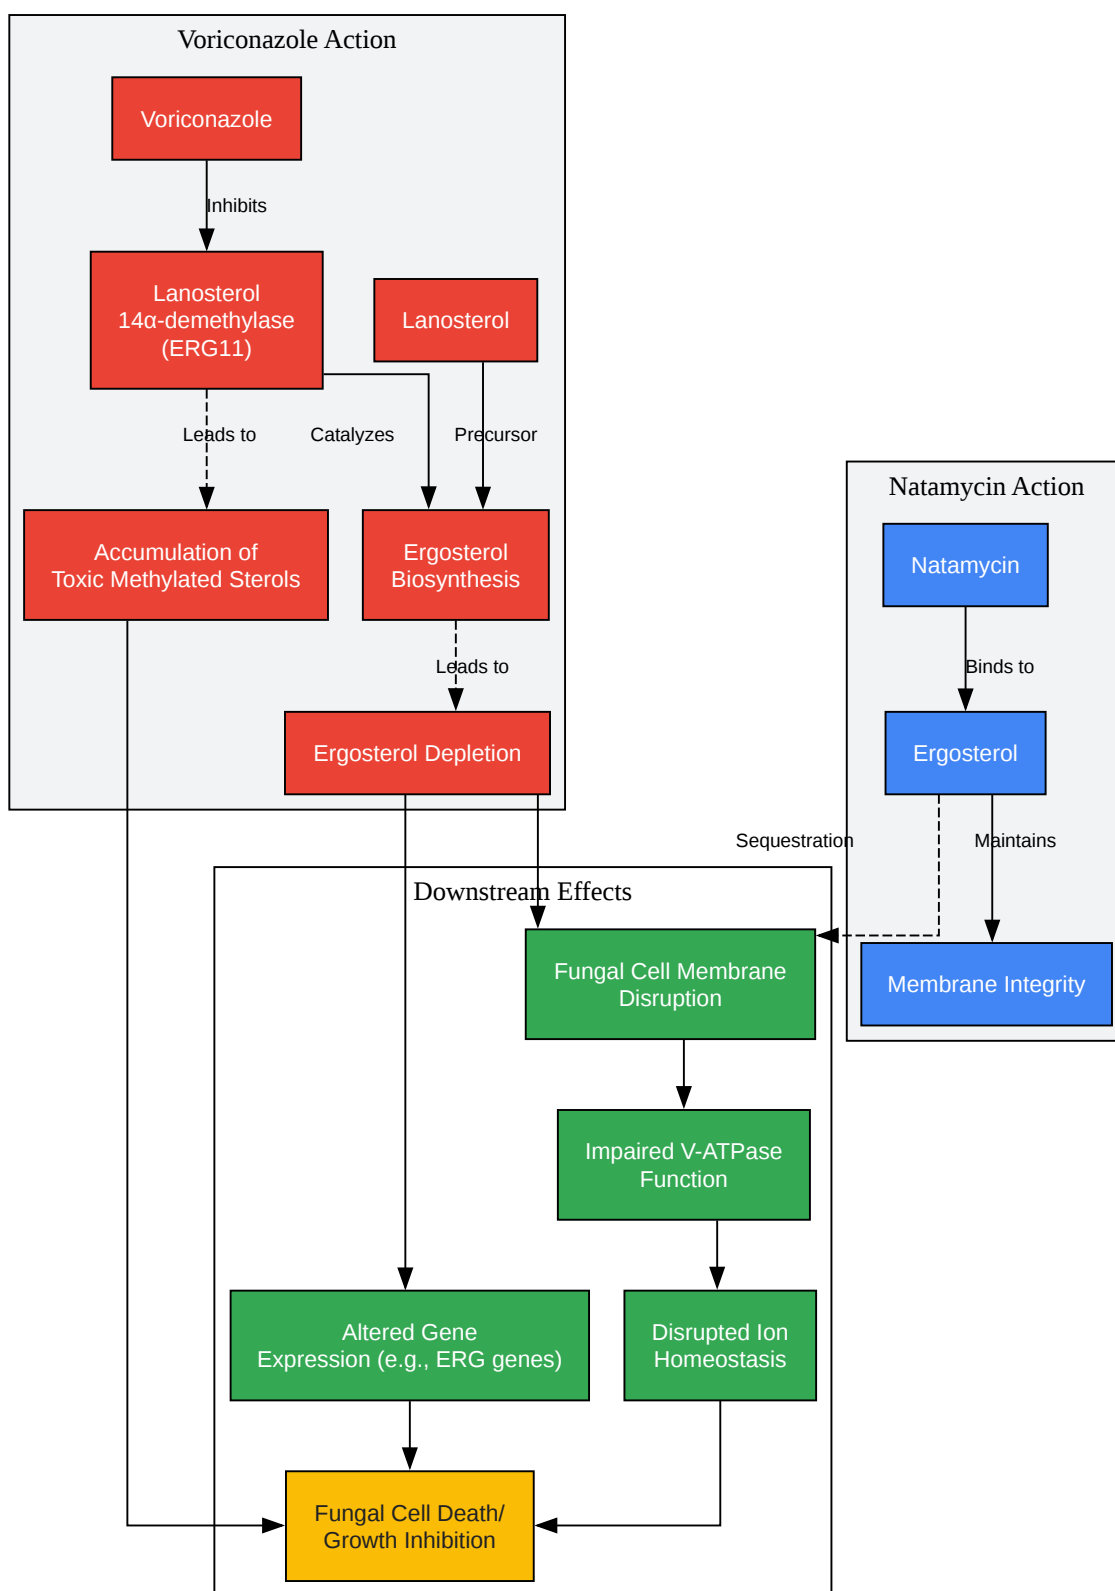 Voriconazole Action
Voriconazole
Inhibits
Lanosterol
14α-demethylase
(ERG11)
Lanosterol
Leads to
Catalyzes
Precursor
Accumulation of
Toxic Methylated Sterols
Ergosterol
Biosynthesis
Leads to
Ergosterol Depletion
Natamycin Action
Natamycin
Binds to
Ergosterol
Sequestration
Maintains
Membrane Integrity
Downstream Effects
Fungal Cell Membrane
Disruption
Impaired V-ATPase
Function
Altered Gene
Expression (e.g., ERG genes)
Disrupted Ion
Homeostasis
Fungal Cell Death/
Growth Inhibition